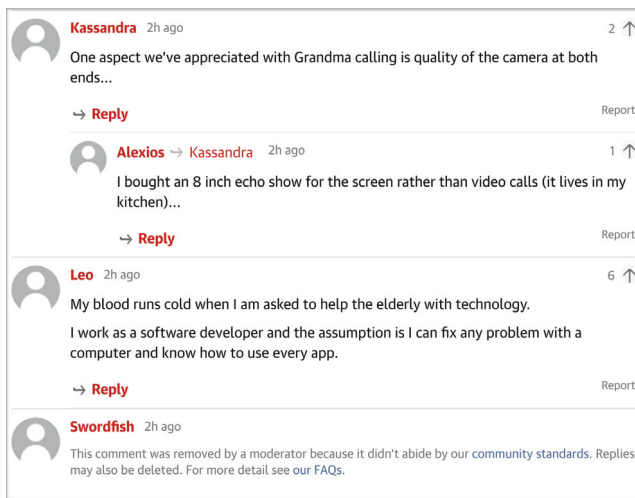 Kassandra 2h ago 2
One aspect we've appreciated with Grandma calling is quality of the camera at both
ends...
Reply Report
Alexios Kassandra 2h ago 1
I bought an 8 inch echo show for the screen rather than video calls (it lives in my
kitchen)...
Reply Report
Leo 2h ago 6
My blood runs cold when I am asked to help the elderly with technology.
I work as a software developer and the assumption is I can fix any problem with a
computer and know how to use every app.
Reply Report
Swordfish 2h ago
This comment was removed by a moderator because it didn't abide by our community standards. Replies
may also be deleted. For more detail see our FAQs.